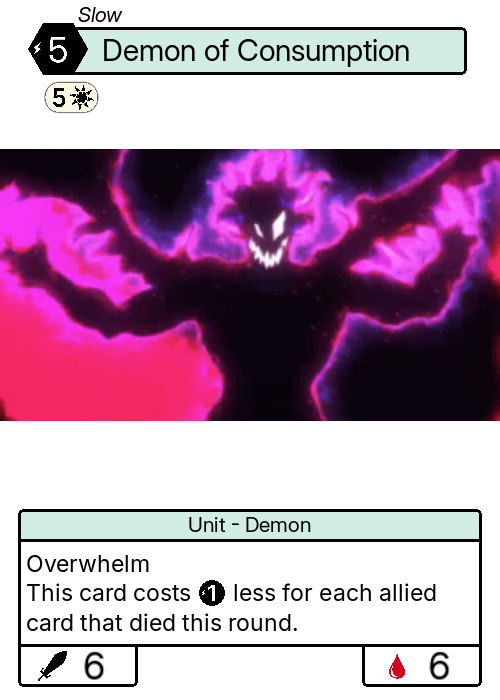 Slow
5 Demon of Consumption
5
Unit - Demon
Overwhelm
This card costs 1 less for each allied
card that died this round.
6 6